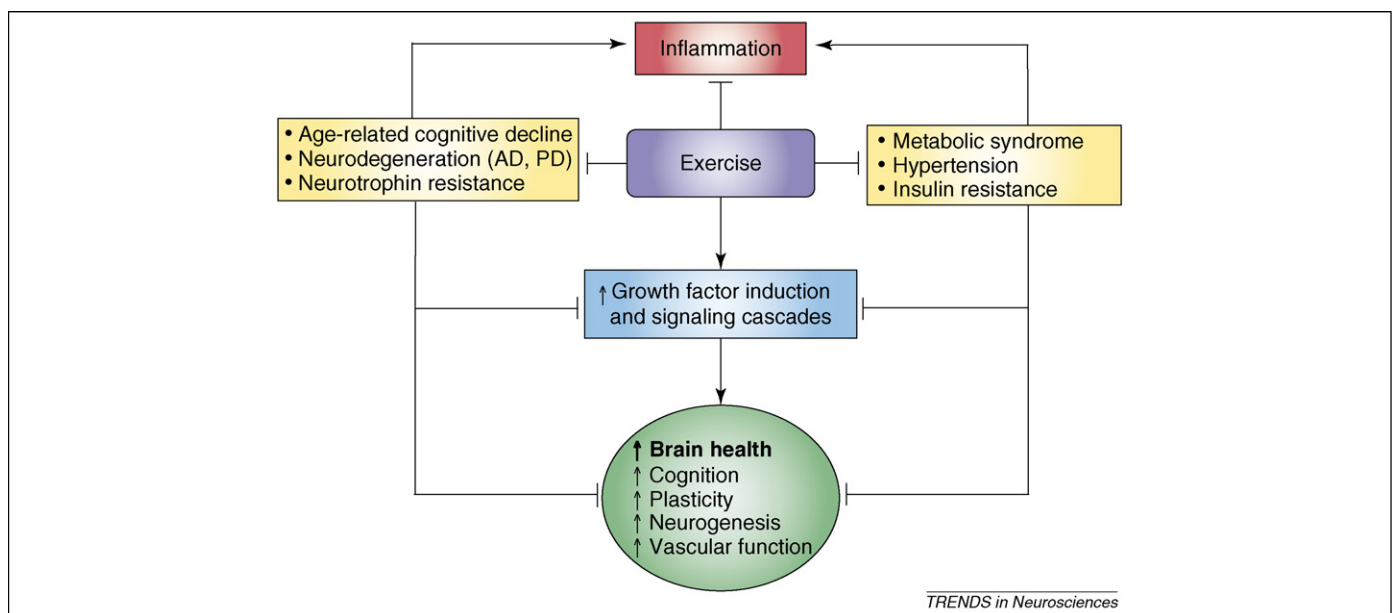 Inflammation
• Age-related cognitive decline
• Neurodegeneration (AD, PD)
• Neurotrophin resistance
Exercise
• Metabolic syndrome
• Hypertension
• Insulin resistance
↑ Growth factor induction
and signaling cascades
↑ Brain health
↑ Cognition
↑ Plasticity
↑ Neurogenesis
↑ Vascular function
TRENDS in Neurosciences